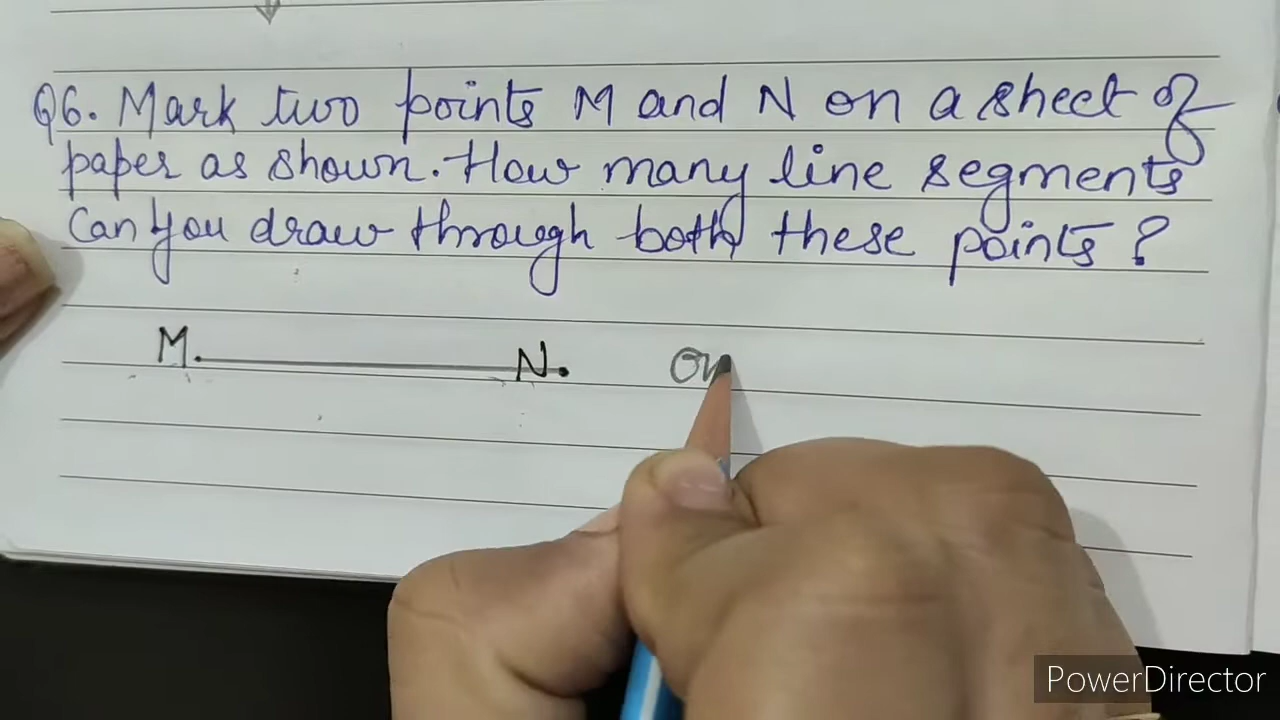 Q6. Mark two points M and N on a sheet of
paper as shown. How many line segments
Can you draw through both these points?
M. N. On
PowerDirector